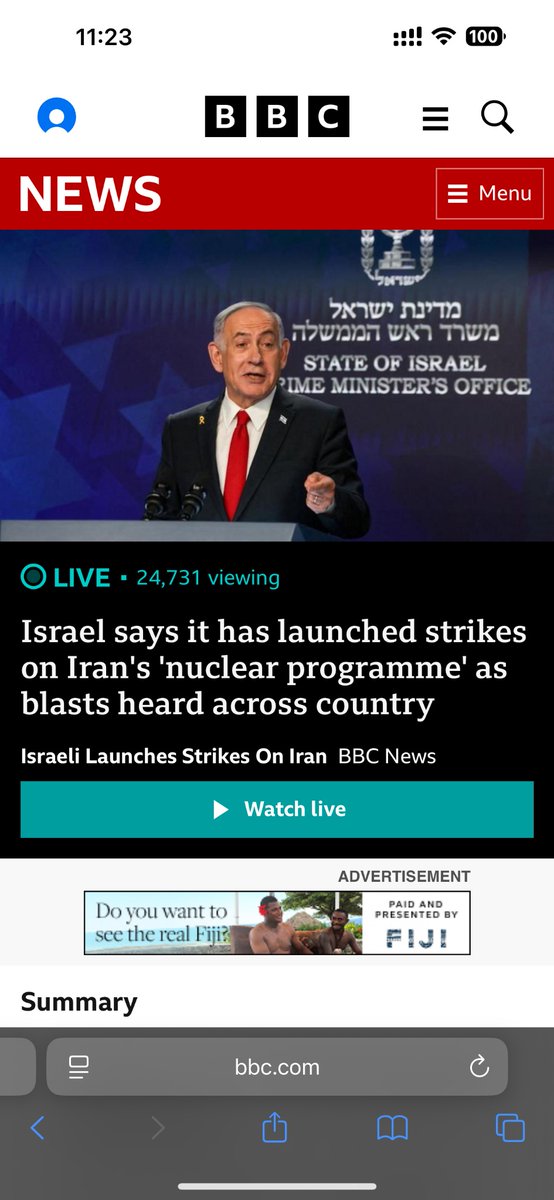 11:23
100
BBC
NEWS
Menu
מדינת ישראל
משרד ראש הממשלה
STATE OF ISRAEL
RIME MINISTER'S OFFICE
LIVE · 24,731 viewing
Israel says it has launched strikes
on Iran's 'nuclear programme' as
blasts heard across country
Israeli Launches Strikes On Iran BBC News
Watch live
ADVERTISEMENT
Do you want to
see the real Fiji?
PAID AND
PRESENTED BY
FIJI
Summary
bbc.com